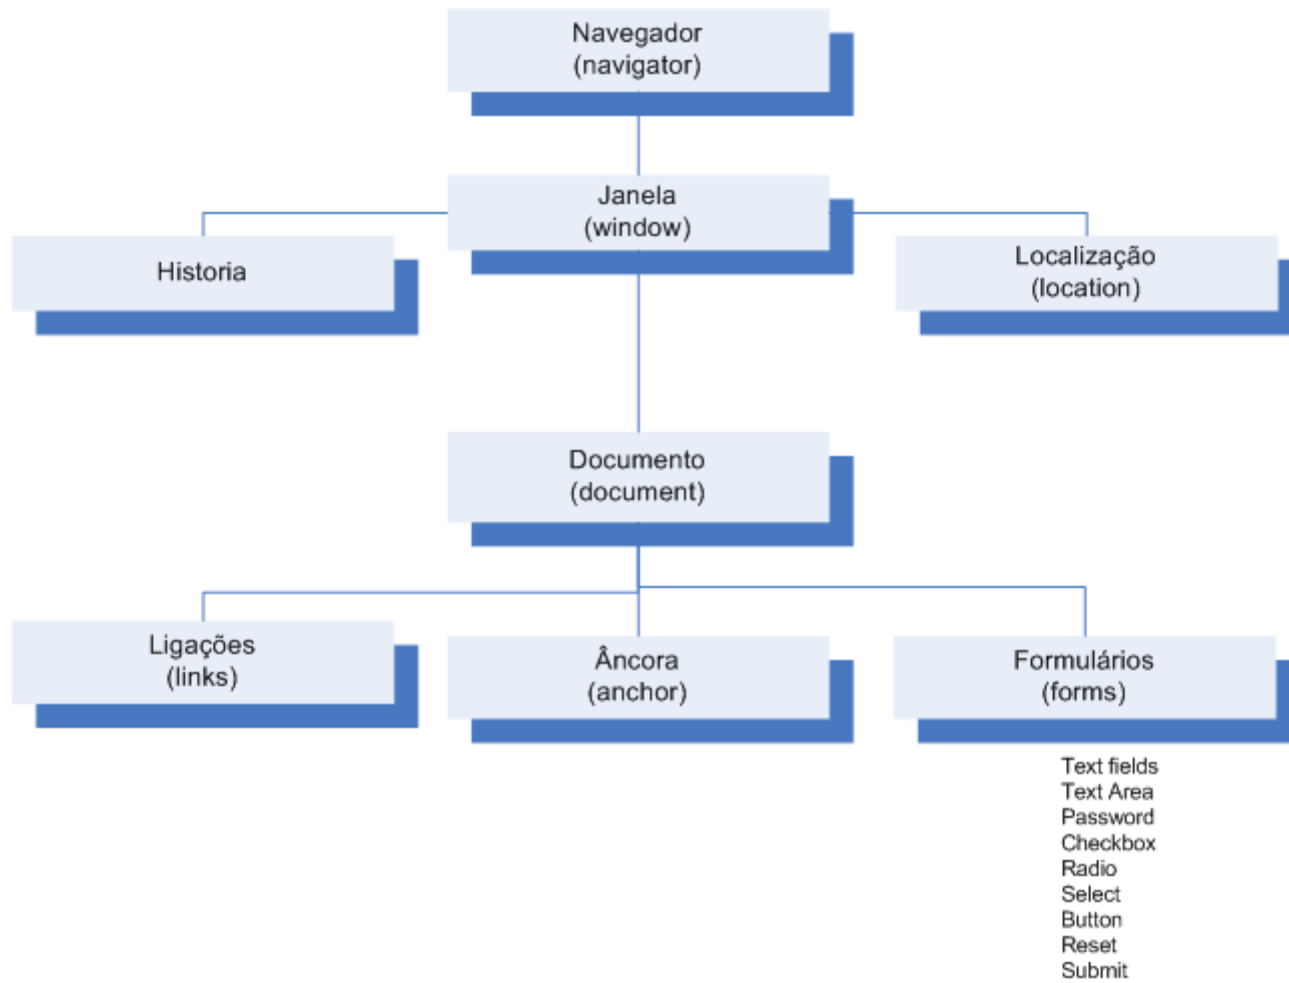 Navegador
(navigator)
Janela
(window)
Historia
Localização
(location)
Documento
(document)
Ligações
(links)
Âncora
(anchor)
Formulários
(forms)
Text fields
Text Area
Password
Checkbox
Radio
Select
Button
Reset
Submit